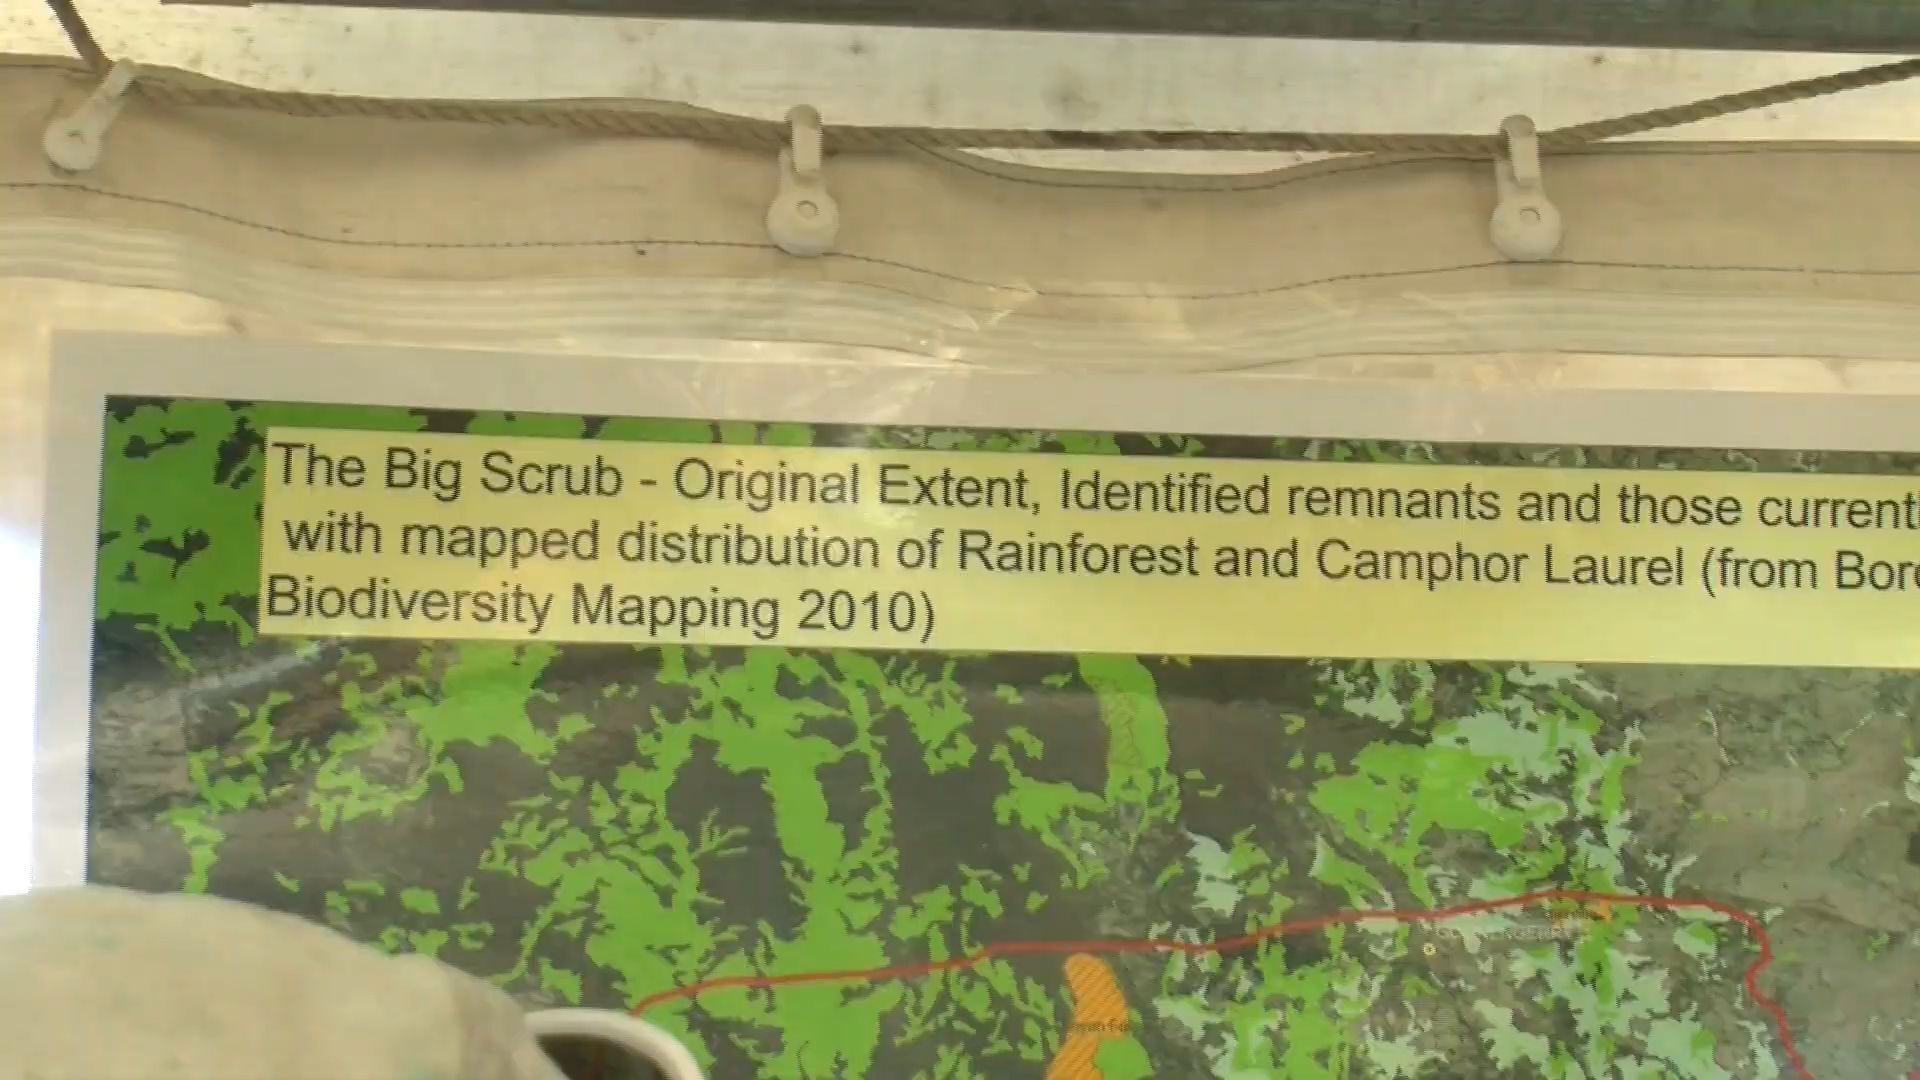 The Big Scrub - Original Extent, Identified remnants and those current
with mapped distribution of Rainforest and Camphor Laurel (from
Biodiversity Mapping 2010)